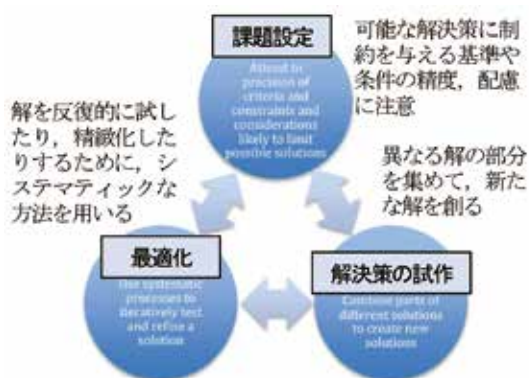 課題設定
Attend to
precision of
criteria and
constraints and
considerations
likely to limit
possible solutions
可能な解決策に制
約を与える基準や
条件の精度，配慮
に注意
解を反復的に試し
たり，精緻化した
りするために，シ
ステマティックな
方法を用いる
異なる解の部分
を集めて，新た
な解を創る
最適化
Use systematic
processes to
iteratively test
and refine a
solution
解決策の試作
Combine parts of
different solutions
to create new
solutions